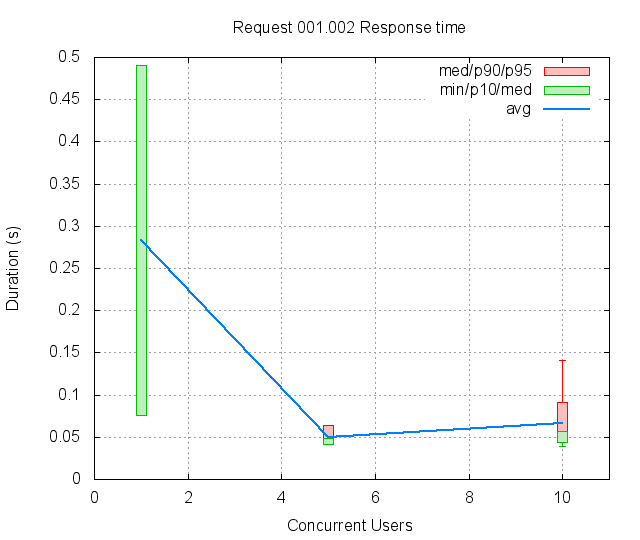 Request 001.002 Response time
med/p90/p95
min/p10/med
avg
0.5
0.45
0.4
0.35
0.3
0.25
0.2
0.15
0.1
0.05
0
Duration (s)
0 2 4 6 8 10
Concurrent Users